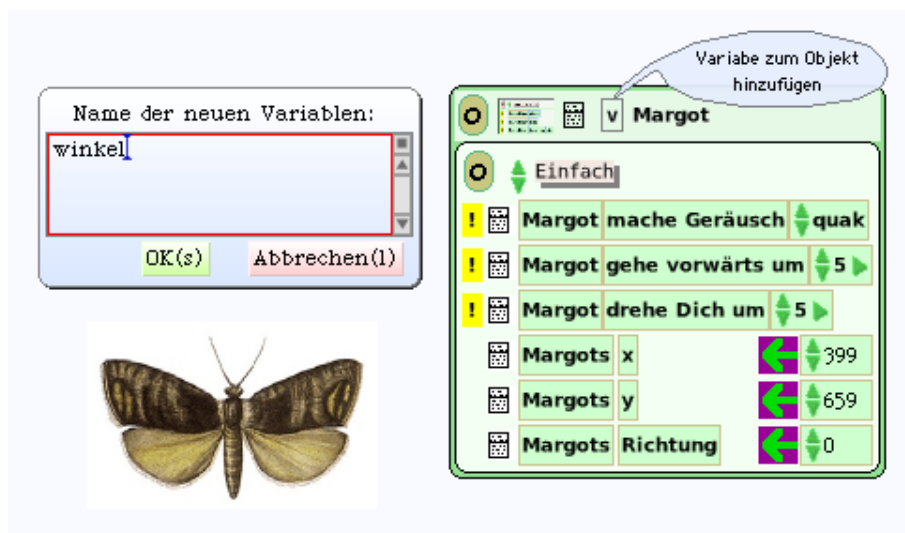 Name der neuen Variablen:
winkel
OK(s)
Abbrechen(l)
Variabe zum Objekt
hinzufügen
v Margot
Einfach
! Margot mache Geräusch quak
! Margot gehe vorwärts um 5
! Margot drehe Dich um 5
Margots x 399
Margots y 659
Margots Richtung 0